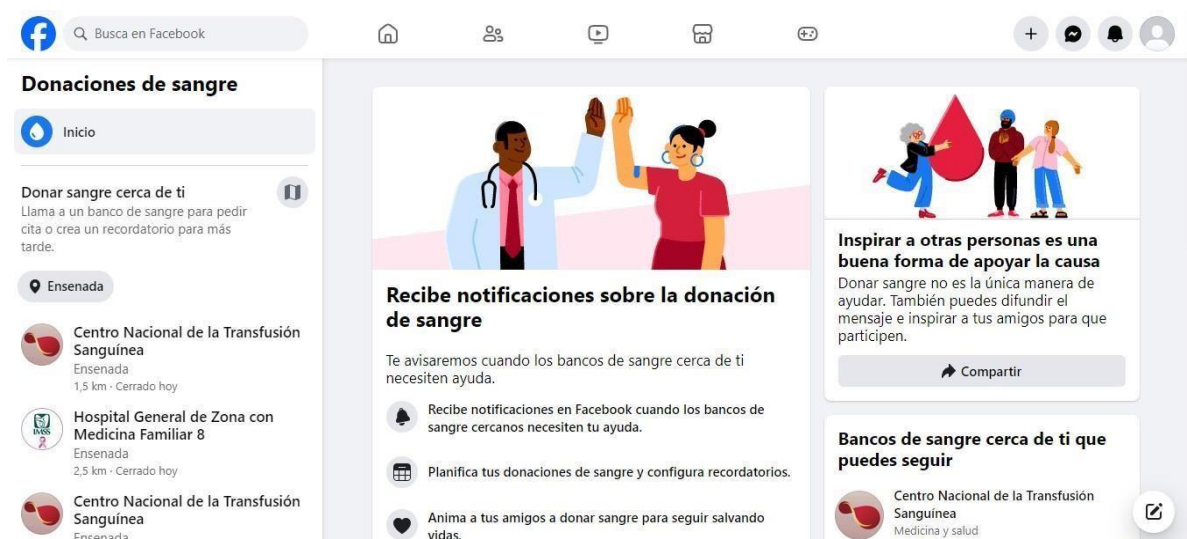 Busca en Facebook
Donaciones de sangre
Inicio
Donar sangre cerca de ti
Llama a un banco de sangre para pedir
cita o crea un recordatorio para más
tarde.
Ensenada
Centro Nacional de la Transfusión
Sanguínea
Ensenada
1,5 km · Cerrado hoy
IMSS
Hospital General de Zona con
Medicina Familiar 8
Ensenada
2,5 km · Cerrado hoy
Centro Nacional de la Transfusión
Sanguínea
Ensenada
Recibe notificaciones sobre la donación
de sangre
Te avisaremos cuando los bancos de sangre cerca de ti
necesiten ayuda.
Recibe notificaciones en Facebook cuando los bancos de
sangre cercanos necesiten tu ayuda.
Planifica tus donaciones de sangre y configura recordatorios.
Anima a tus amigos a donar sangre para seguir salvando
vidas.
Inspirar a otras personas es una
buena forma de apoyar la causa
Donar sangre no es la única manera de
ayudar. También puedes difundir el
mensaje e inspirar a tus amigos para que
participen.
Compartir
Bancos de sangre cerca de ti que
puedes seguir
Centro Nacional de la Transfusión
Sanguínea
Medicina y salud